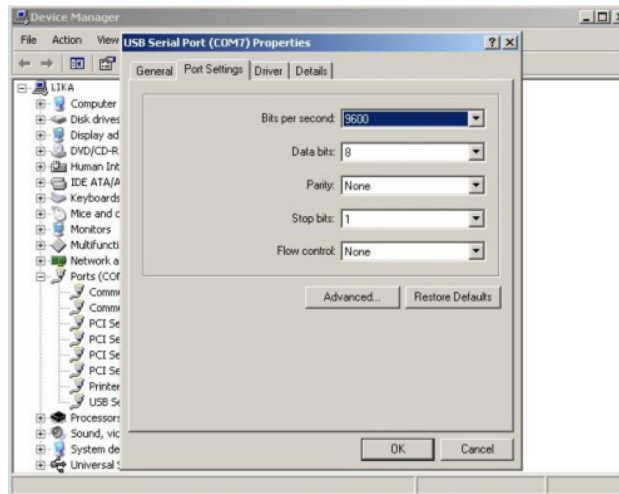 Device Manager
File Action View
USB Serial Port (COM7) Properties
General Port Settings Driver Details
Bits per second: 9600
Data bits: 8
Parity: None
Stop bits: 1
Flow control: None
Advanced... Restore Defaults
OK Cancel
LIKA
Computer
Disk drives
Display ad
DVD/CD-R
Human Int
IDE ATA/A
Keyboards
Mice and c
Monitors
Multifuncti
Network a
Ports (CO
Commu
Commu
PCI Se
PCI Se
PCI Se
PCI Se
Printer
USB Se
Processors
Sound, vic
System de
Universal S